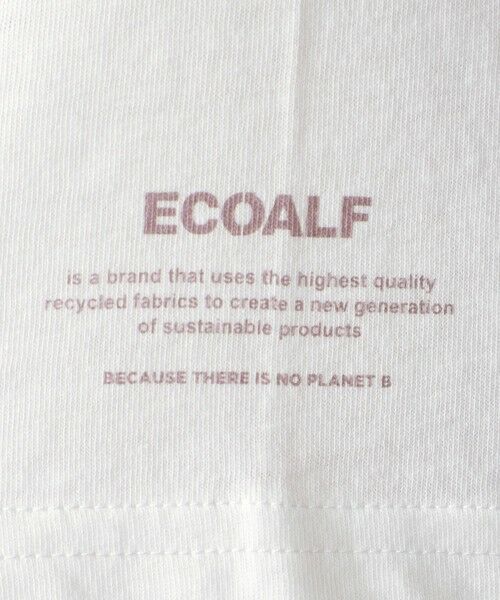 ECOALF
is a brand that uses the highest quality
recycled fabrics to create a new generation
of sustainable products
BECAUSE THERE IS NO PLANET B